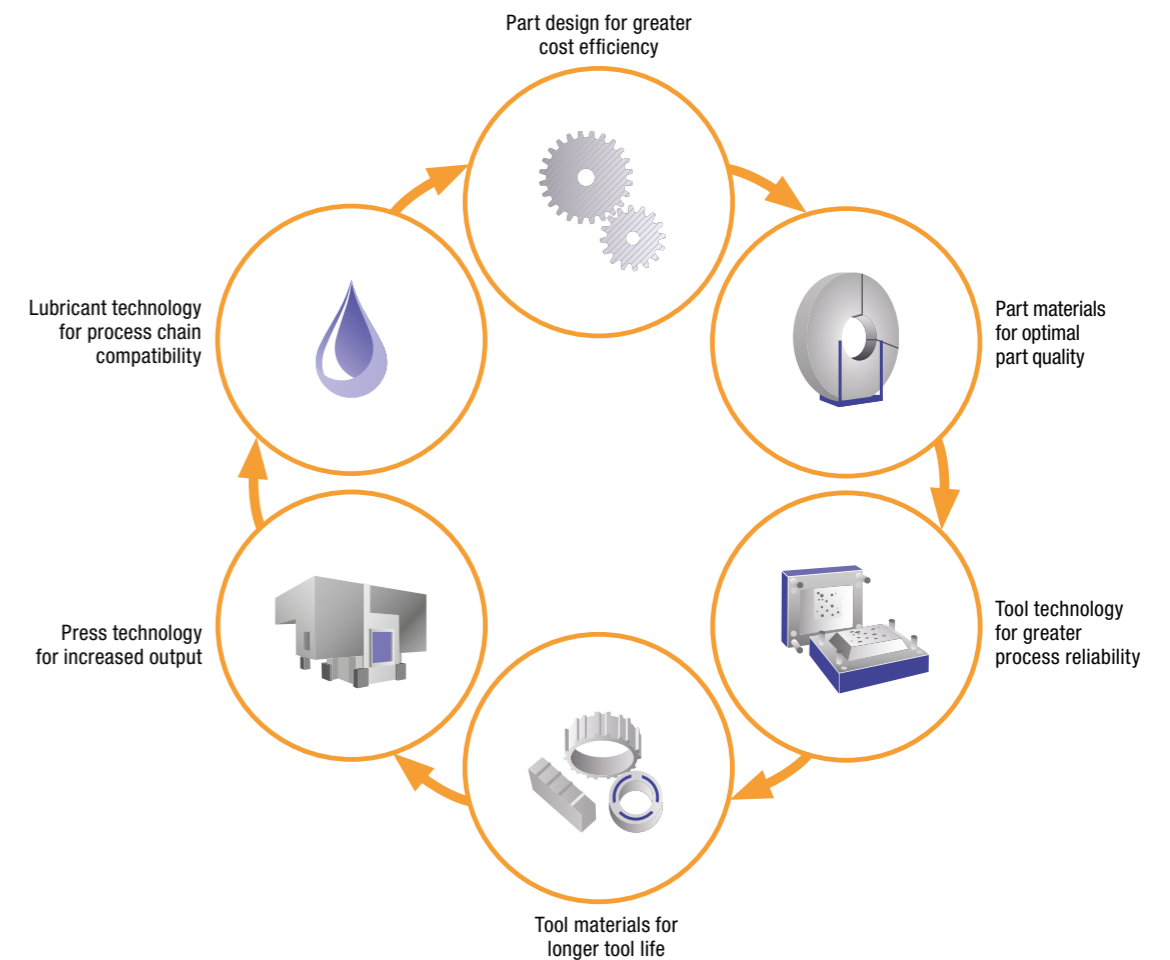 Part design for greater
cost efficiency
Part materials
for optimal
part quality
Tool technology
for greater
process reliability
Tool materials for
longer tool life
Press technology
for increased output
Lubricant technology
for process chain
compatibility